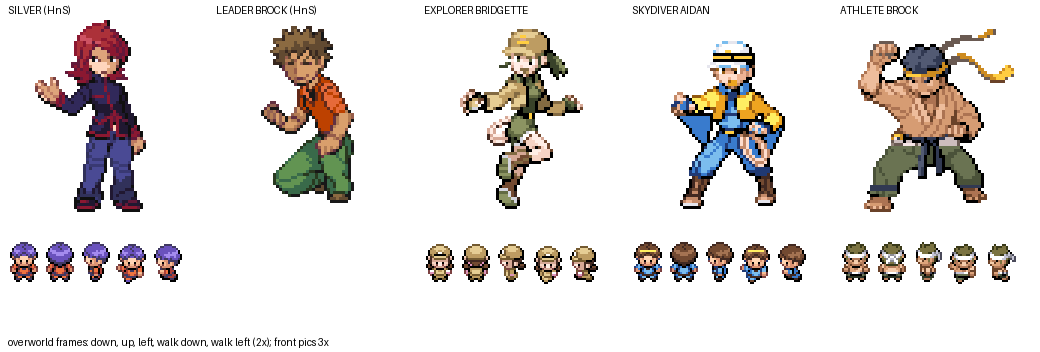 SILVER (HnS)
LEADER BROCK (HnS)
EXPLORER BRIDGETTE
SKYDIVER AIDAN
ATHLETE BROCK
overworld frames: down, up, left, walk down, walk left (2x); front pics 3x